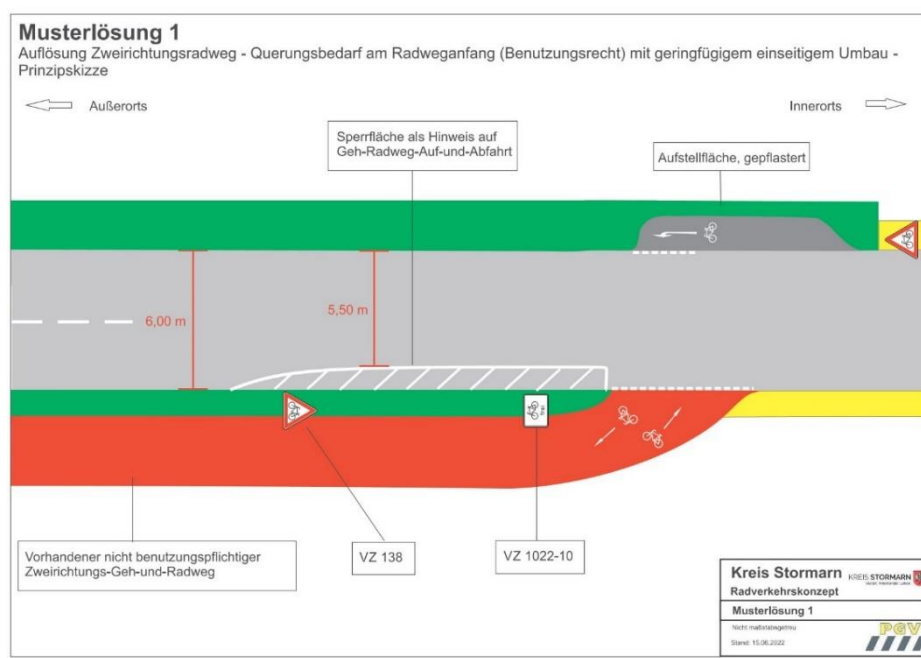 Musterlösung 1
Auflösung Zweirichtungsradweg - Querungsbedarf am Radweganfang (Benutzungsrecht) mit geringfügigem einseitigem Umbau -
Prinzipskizze
Außerorts
Innerorts
Sperrfläche als Hinweis auf
Geh-Radweg-Auf-und-Abfahrt
Aufstellfläche, gepflastert
6,00 m
5,50 m
frei
Vorhandener nicht benutzungspflichtiger
Zweirichtungs-Geh-und-Radweg
VZ 138
VZ 1022-10
Kreis Stormarn
KREIS STORMARN
Radverkehrskonzept
Musterlösung 1
Nicht maßstabsgetreu
Stand: 15.06.2022
PGV